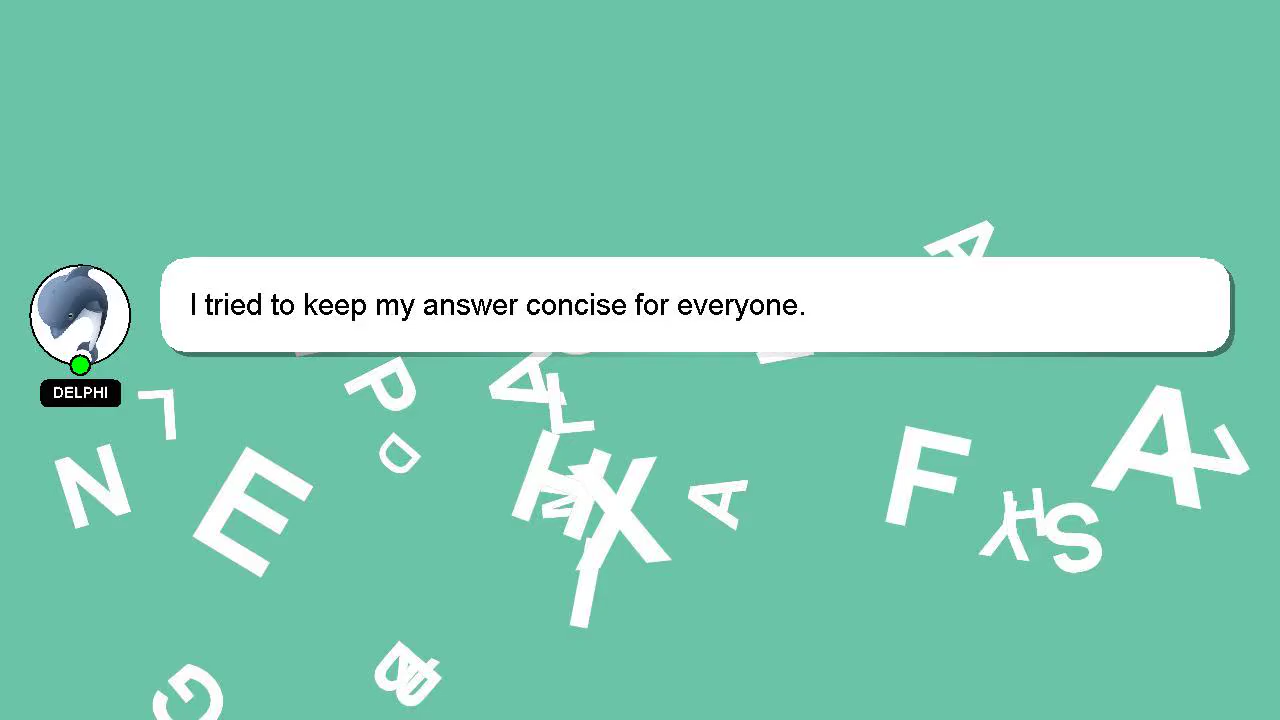 I tried to keep my answer concise for everyone.
DELPHI
A
P
A
L
L
N
E
D
H
X
A
F
A
Z
H
S
Y
N
I
G
B